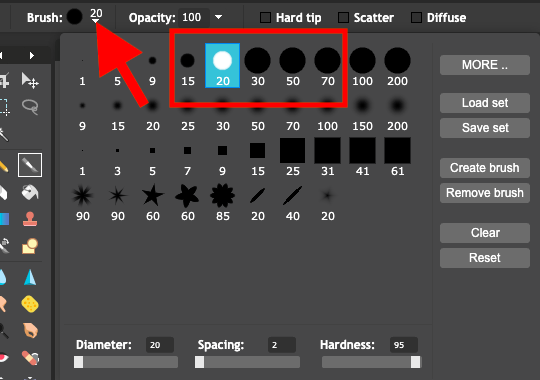 Brush: 20 Opacity: 100 Hard tip Scatter Diffuse
1 5 9 15 20 30 50 70 100 200
9 15 20 25 30 50 70 100 150 200
1 3 5 7 9 15 25 31 41 61
90 90 60 60 85 20 40 20
MORE ..
Load set
Save set
Create brush
Remove brush
Clear
Reset
Diameter: 20 Spacing: 2 Hardness: 95